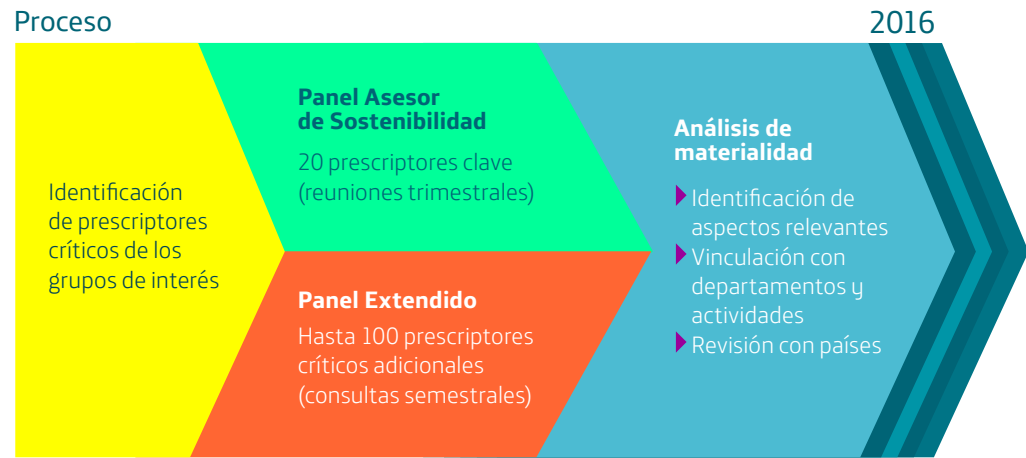 Proceso
2016
Identificación
de prescriptores
críticos de los
grupos de interés
Panel Asesor
de Sostenibilidad
20 prescriptores clave
(reuniones trimestrales)
Panel Extendido
Hasta 100 prescriptores
críticos adicionales
(consultas semestrales)
Análisis de
materialidad
Identificación de
aspectos relevantes
Vinculación con
departamentos y
actividades
Revisión con países